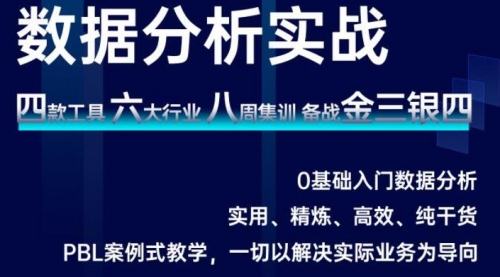 数据分析实战
四款工具 六大行业 八周集训 备战金三银四
0基础入门数据分析
实用、精炼、高效、纯干货
PBL案例式教学，一切以解决实际业务为导向